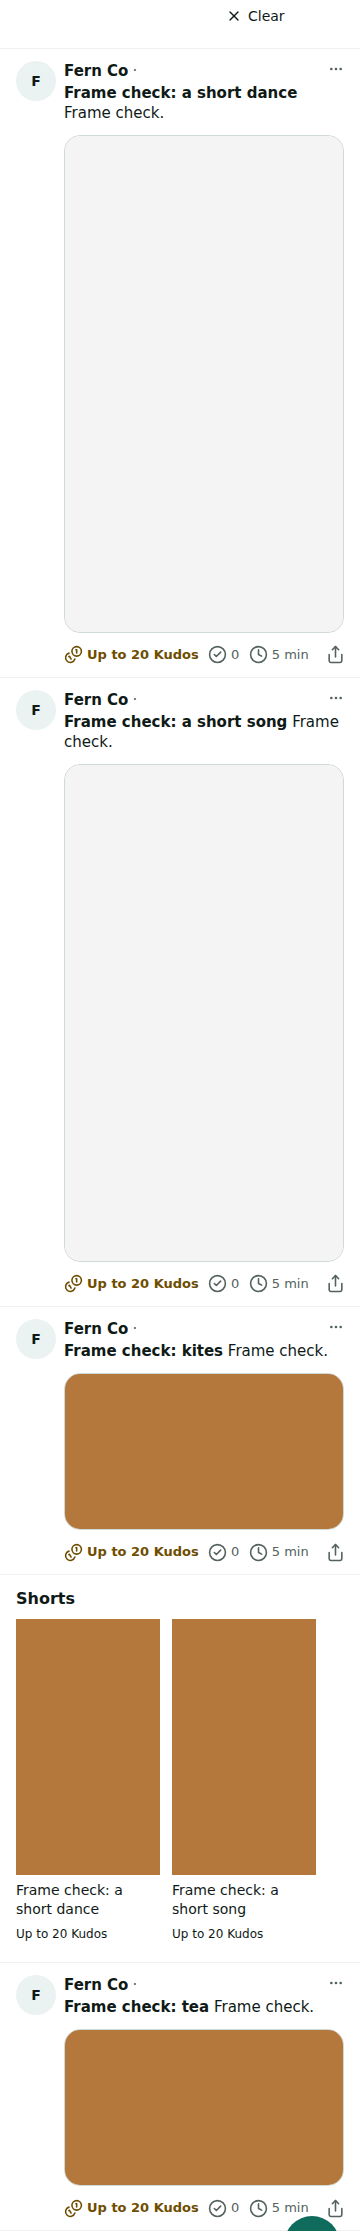 Clear
F
Fern Co ·
Frame check: a short dance
Frame check.
Up to 20 Kudos 0 5 min
F
Fern Co ·
Frame check: a short song Frame
check.
Up to 20 Kudos 0 5 min
F
Fern Co ·
Frame check: kites Frame check.
Up to 20 Kudos 0 5 min
Shorts
Frame check: a
short dance
Up to 20 Kudos
Frame check: a
short song
Up to 20 Kudos
F
Fern Co ·
Frame check: tea Frame check.
Up to 20 Kudos 0 5 min